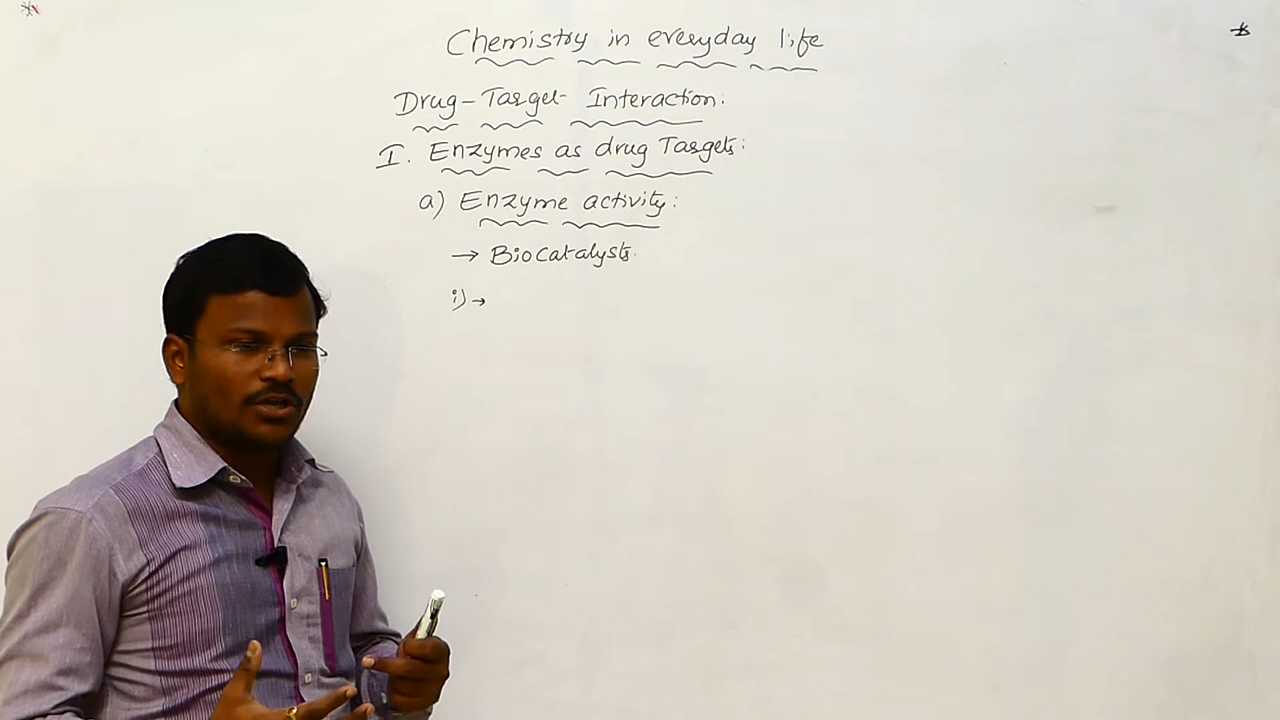 Chemistry in everyday life
Drug-Target Interaction.
I. Enzymes as drug Targets:
a) Enzyme activity:
→ Biocatalysts.
i) →